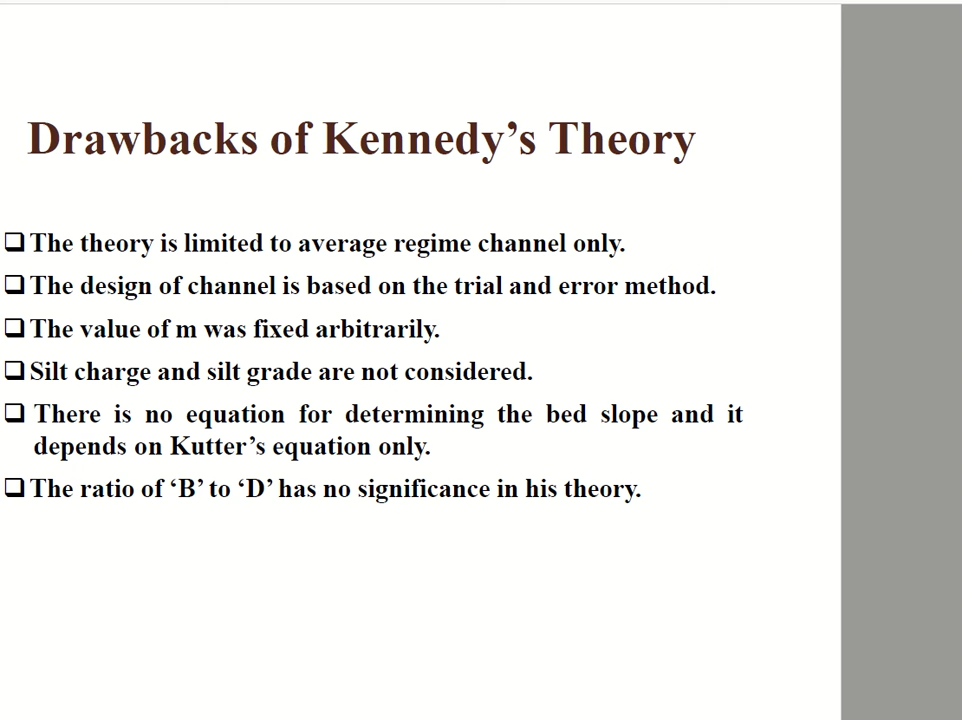 Drawbacks of Kennedy’s Theory
❑ The theory is limited to average regime channel only.
❑ The design of channel is based on the trial and error method.
❑ The value of m was fixed arbitrarily.
❑ Silt charge and silt grade are not considered.
❑ There is no equation for determining the bed slope and it
depends on Kutter’s equation only.
❑ The ratio of ‘B’ to ‘D’ has no significance in his theory.